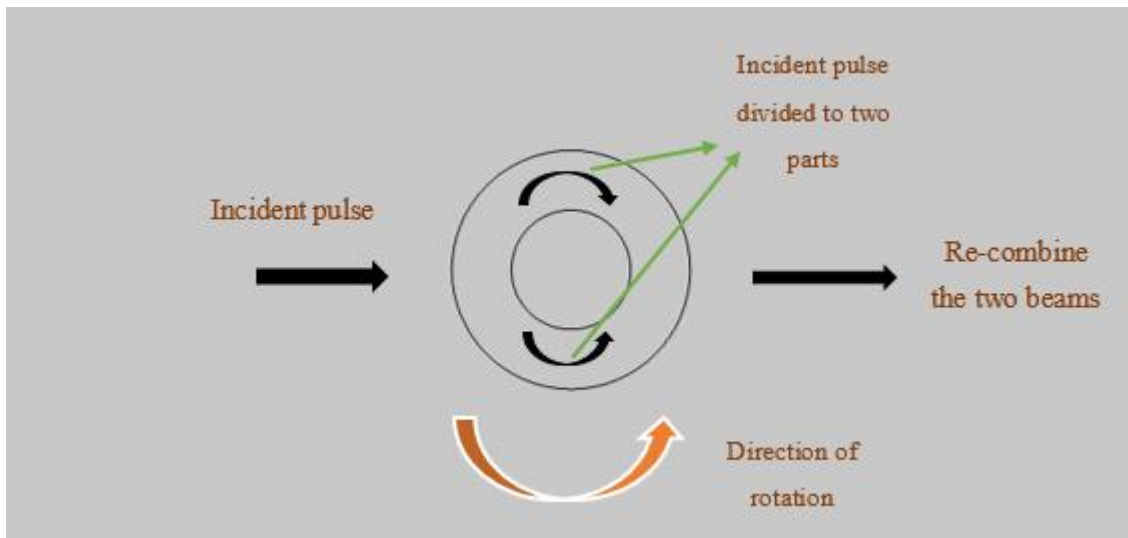 Incident pulse
divided to two
parts
Incident pulse
Re-combine
the two beams
Direction of
rotation